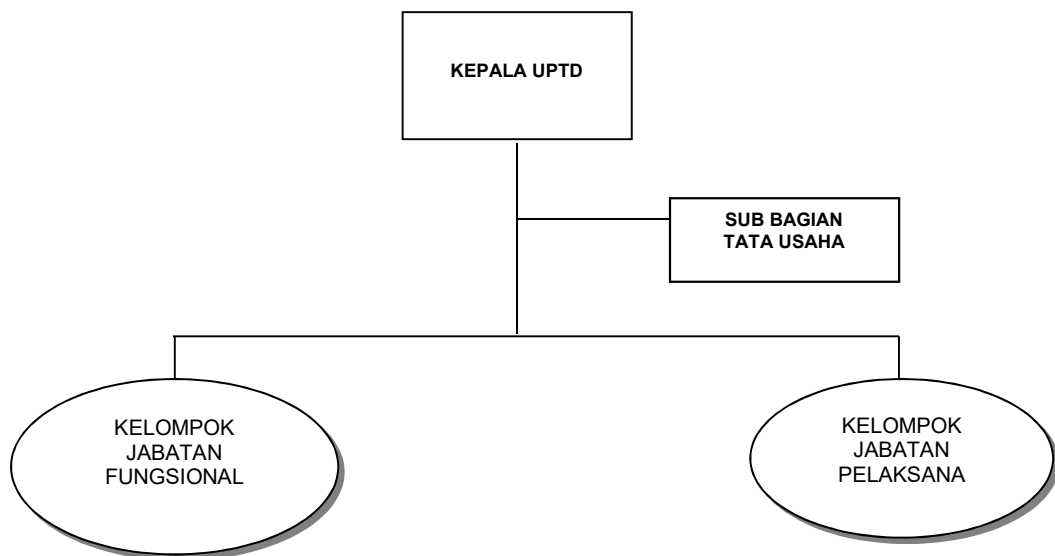 KEPALA UPTD
SUB BAGIAN
TATA USAHA
KELOMPOK
JABATAN
FUNGSIONAL
KELOMPOK
JABATAN
PELAKSANA